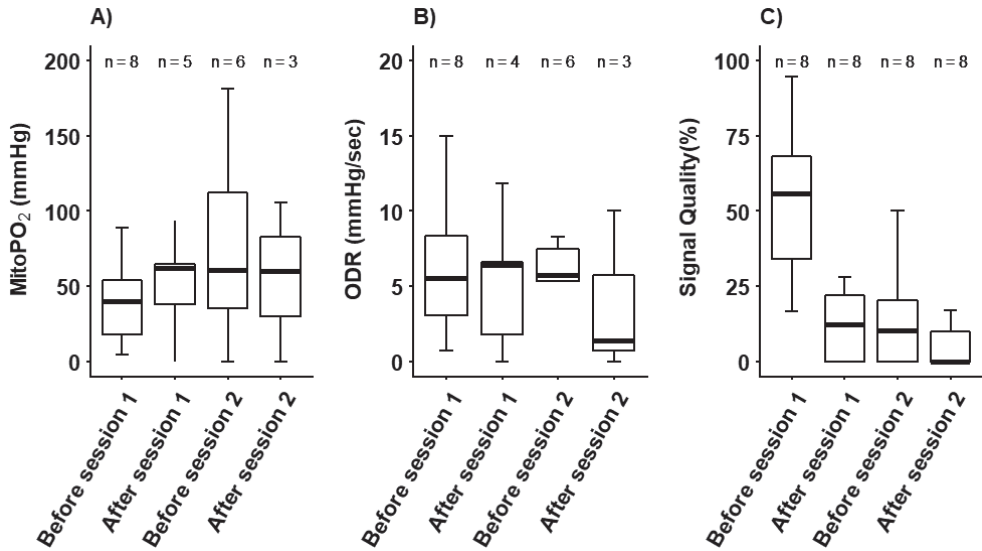 A)
MitoPO₂ (mmHg)
200
150
100
50
0
n = 8 n = 5 n = 6 n = 3
Before session 1
After session 1
Before session 2
After session 2
B)
ODR (mmHg/sec)
20
15
10
5
0
n = 8 n = 4 n = 6 n = 3
Before session 1
After session 1
Before session 2
After session 2
C)
Signal Quality(%)
100
75
50
25
0
n = 8 n = 8 n = 8 n = 8
Before session 1
After session 1
Before session 2
After session 2